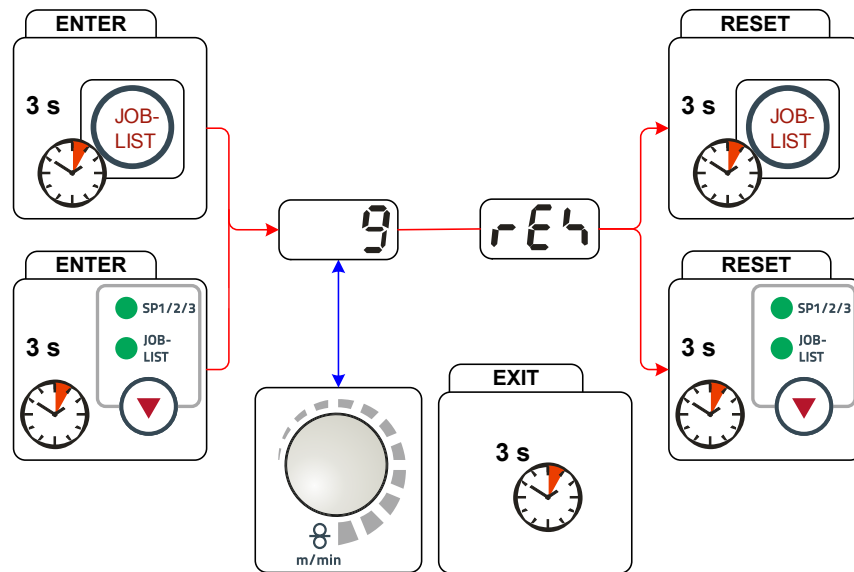 ENTER
3 s
JOB-
LIST
RESET
3 s
JOB-
LIST
9
rEh
ENTER
SP1/2/3
JOB-
LIST
3 s
RESET
SP1/2/3
JOB-
LIST
3 s
m/min
EXIT
3 s